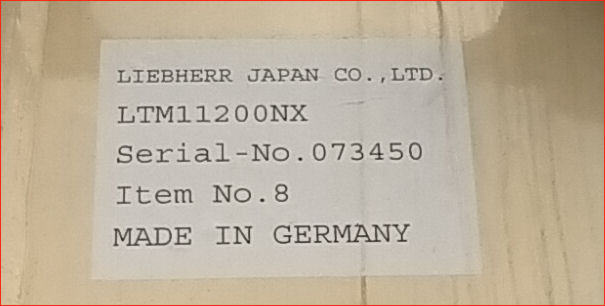 LIEBHERR JAPAN CO.,LTD.
LTM11200NX
Serial-No.073450
Item No.8
MADE IN GERMANY